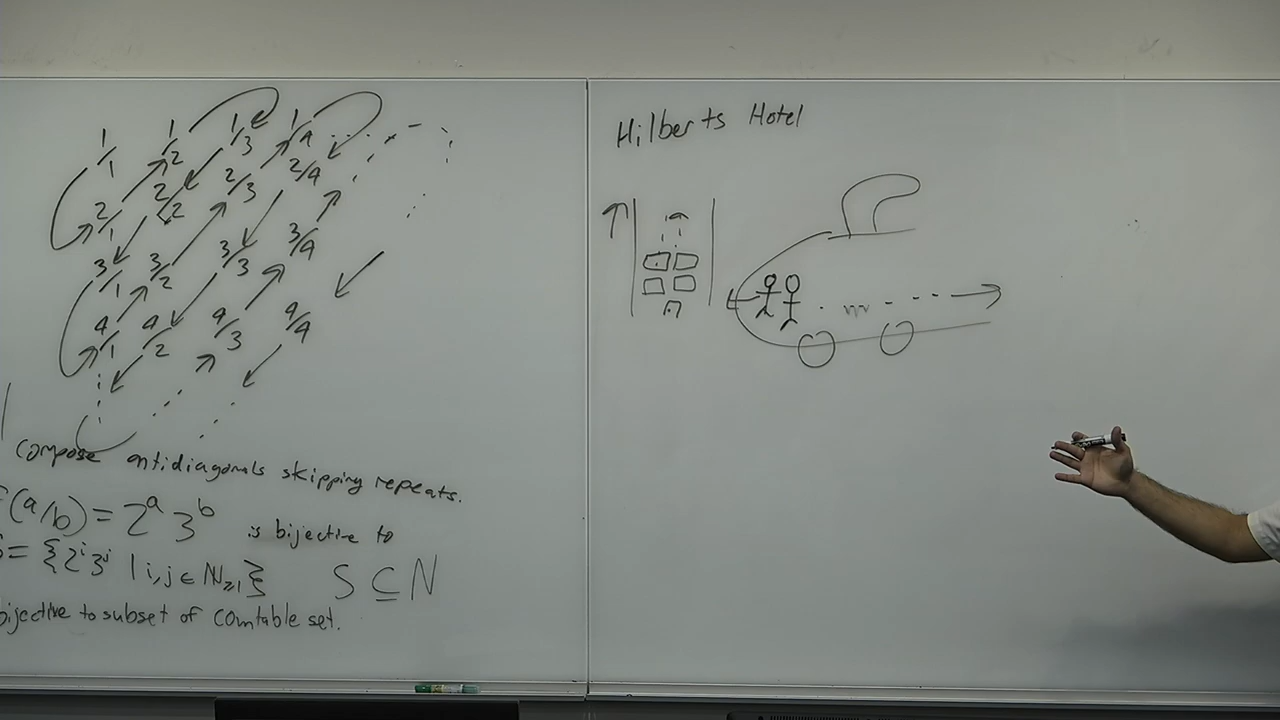 1/1 1/2 1/3 1/4
2/1 2/2 2/3 2/4
3/1 3/2 3/3 3/4
4/1 4/2 4/3 4/4
compose antidiagonals skipping repeats.
f(a/b) = 2^a 3^b is bijective to
S = {2^i 3^j | i,j ∈ ℕ≥1} S ⊆ ℕ
bijective to subset of countable set.
Hilberts Hotel